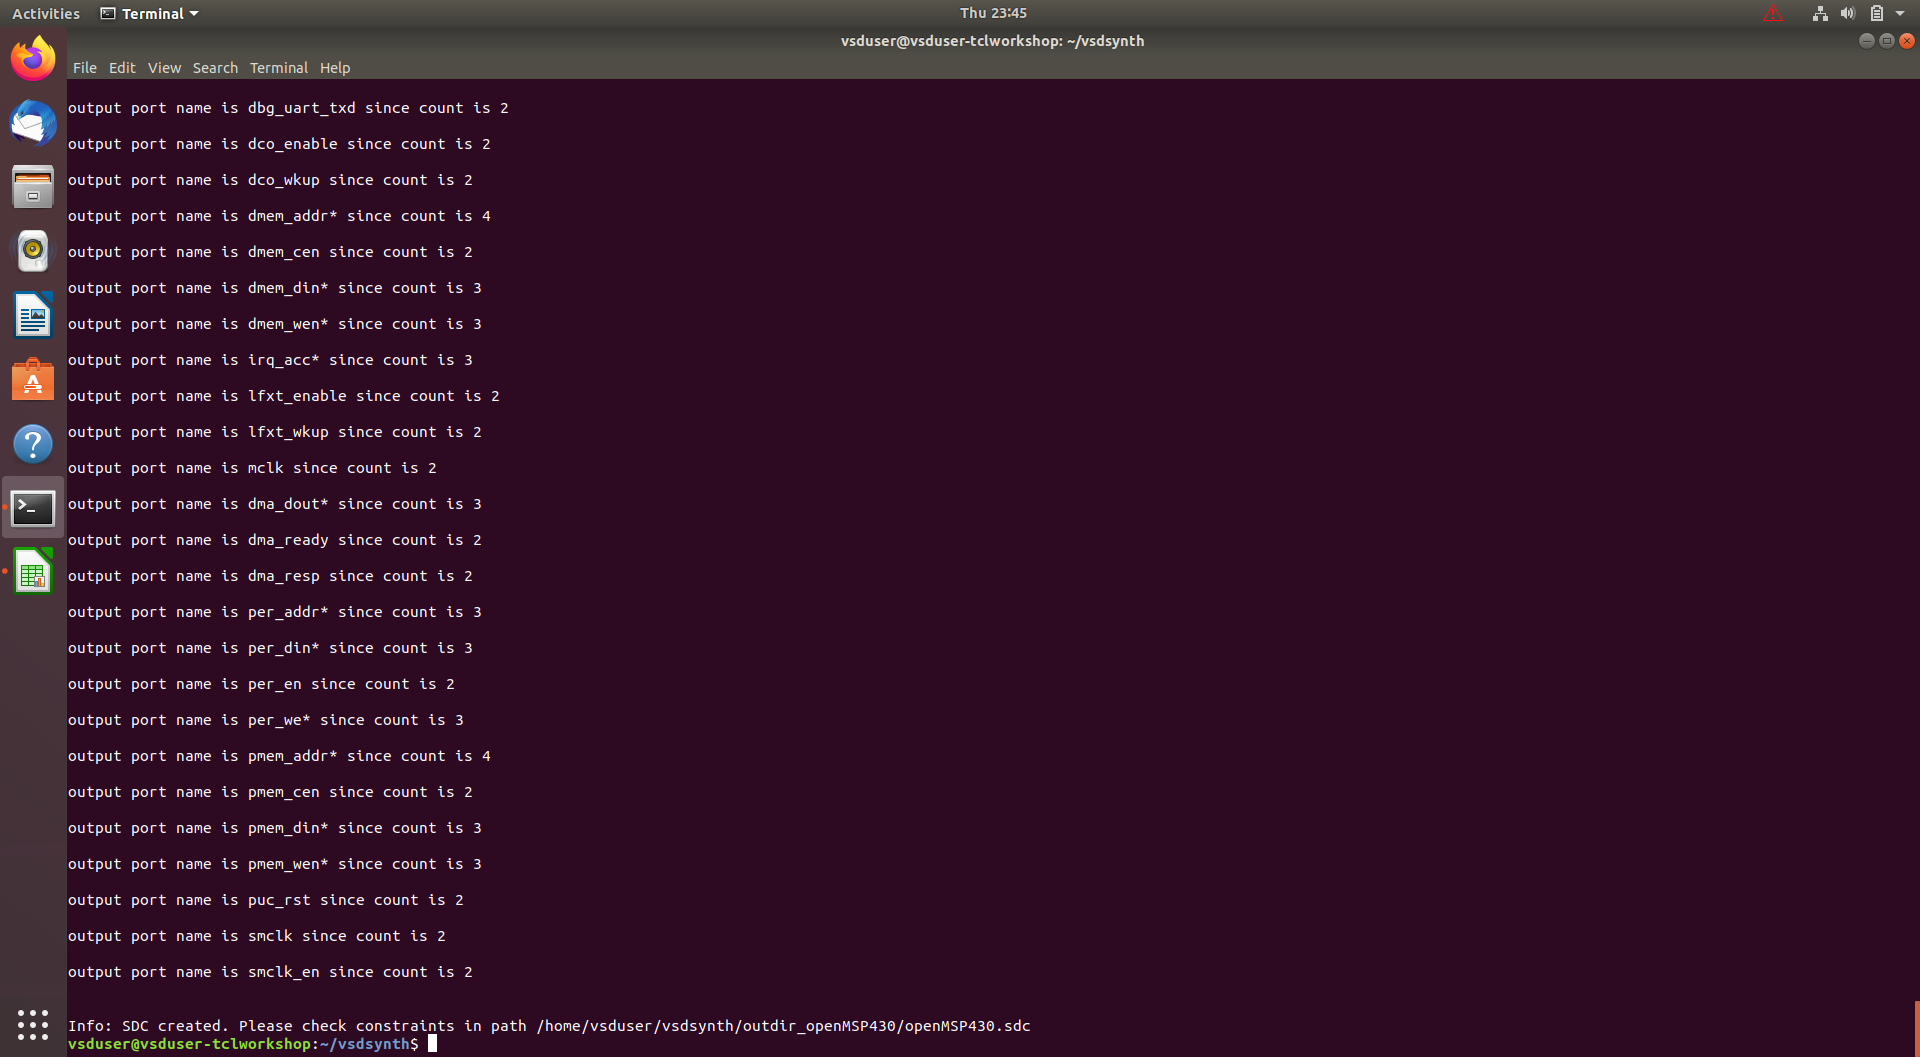 Activities
Terminal
Thu 23:45
vsduser@vsduser-tclworkshop: ~/vsdsynth
File Edit View Search Terminal Help
output port name is dbg_uart_txd since count is 2
output port name is dco_enable since count is 2
output port name is dco_wkup since count is 2
output port name is dmem_addr* since count is 4
output port name is dmem_cen since count is 2
output port name is dmem_din* since count is 3
output port name is dmem_wen* since count is 3
output port name is irq_acc* since count is 3
output port name is lfxt_enable since count is 2
output port name is lfxt_wkup since count is 2
output port name is mclk since count is 2
output port name is dma_dout* since count is 3
output port name is dma_ready since count is 2
output port name is dma_resp since count is 2
output port name is per_addr* since count is 3
output port name is per_din* since count is 3
output port name is per_en since count is 2
output port name is per_we* since count is 3
output port name is pmem_addr* since count is 4
output port name is pmem_cen since count is 2
output port name is pmem_din* since count is 3
output port name is pmem_wen* since count is 3
output port name is puc_rst since count is 2
output port name is smclk since count is 2
output port name is smclk_en since count is 2
Info: SDC created. Please check constraints in path /home/vsduser/vsdsynth/outdir_openMSP430/openMSP430.sdc
vsduser@vsduser-tclworkshop:~/vsdsynth$